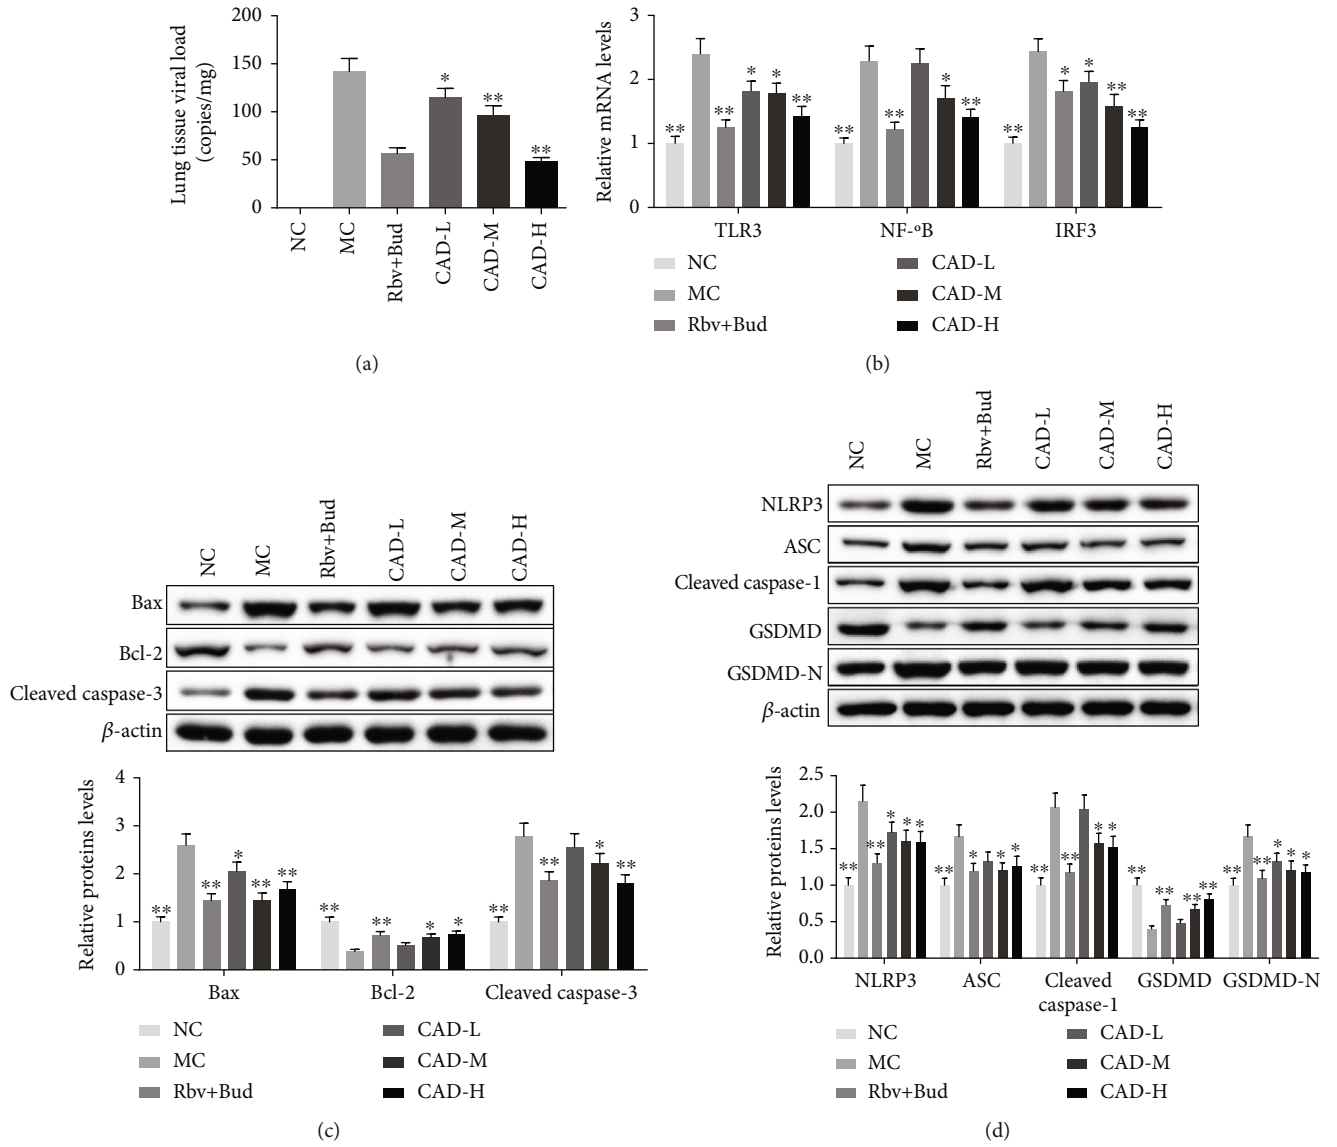 Lung tissue viral load
(copies/mg)
200
150
100
50
0
*
**
**
NC
MC
Rbv+Bud
CAD-L
CAD-M
CAD-H
(a)
Relative mRNA levels
3
2
1
0
** ** * * **
** ** * **
** * * ** **
TLR3
NF-ºB
IRF3
NC
MC
Rbv+Bud
CAD-L
CAD-M
CAD-H
(b)
NC
MC
Rbv+Bud
CAD-L
CAD-M
CAD-H
Bax
Bcl-2
Cleaved caspase-3
β-actin
Relative proteins levels
4
3
2
1
0
** ** * ** **
** ** * *
** ** * **
Bax
Bcl-2
Cleaved caspase-3
NC
MC
Rbv+Bud
CAD-L
CAD-M
CAD-H
(c)
NC
MC
Rbv+Bud
CAD-L
CAD-M
CAD-H
NLRP3
ASC
Cleaved caspase-1
GSDMD
GSDMD-N
β-actin
Relative proteins levels
2.5
2.0
1.5
1.0
0.5
0.0
** ** * * *
** * * *
** ** * *
** ** ** **
** ** * * *
NLRP3
ASC
Cleaved
caspase-1
GSDMD
GSDMD-N
NC
MC
Rbv+Bud
CAD-L
CAD-M
CAD-H
(d)